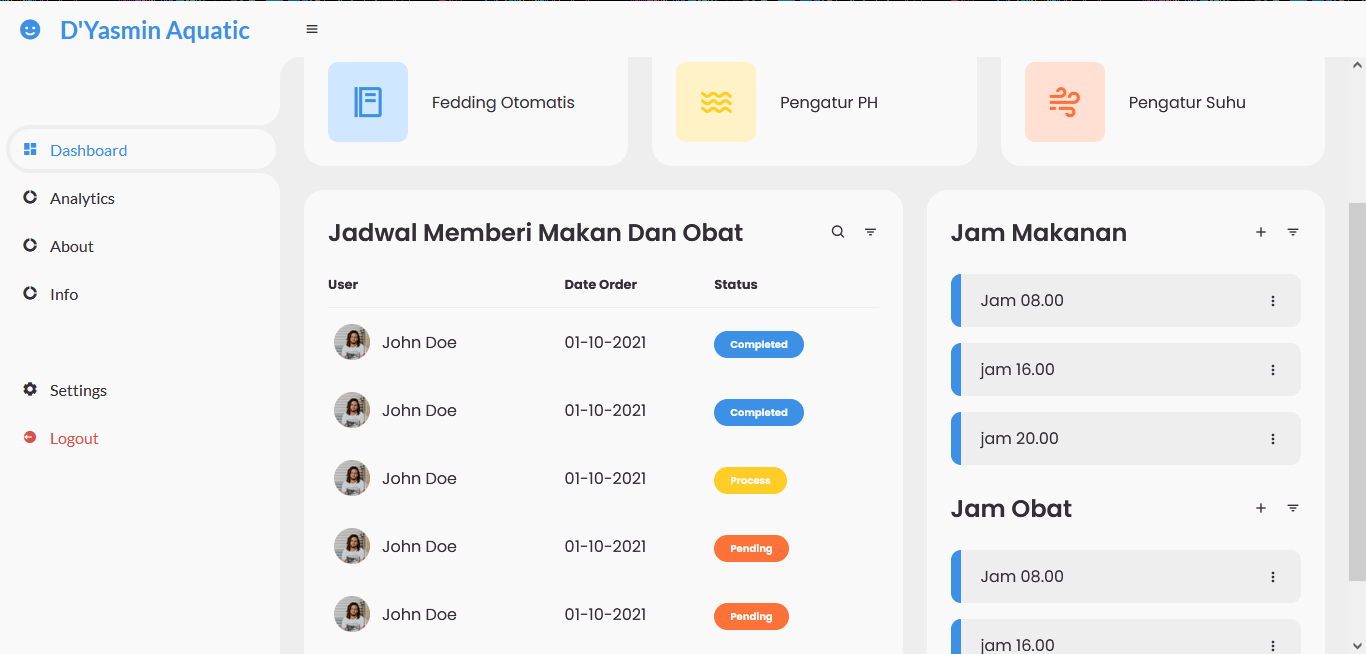 D'Yasmin Aquatic
Dashboard
Analytics
About
Info
Settings
Logout
Fedding Otomatis
Pengatur PH
Pengatur Suhu
Jadwal Memberi Makan Dan Obat
User Date Order Status
John Doe 01-10-2021 Completed
John Doe 01-10-2021 Completed
John Doe 01-10-2021 Process
John Doe 01-10-2021 Pending
John Doe 01-10-2021 Pending
Jam Makanan
Jam 08.00
jam 16.00
jam 20.00
Jam Obat
Jam 08.00
jam 16.00